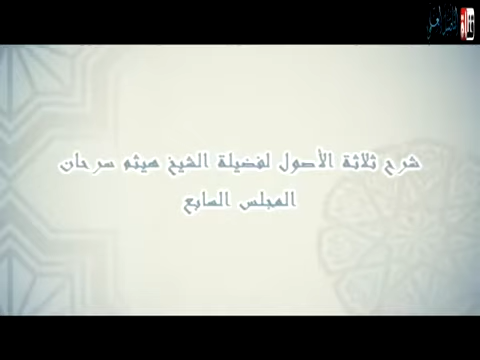 شرح ثلاثة الأصول لفضيلة الشيخ هيثم سرحان
المجلس السابع